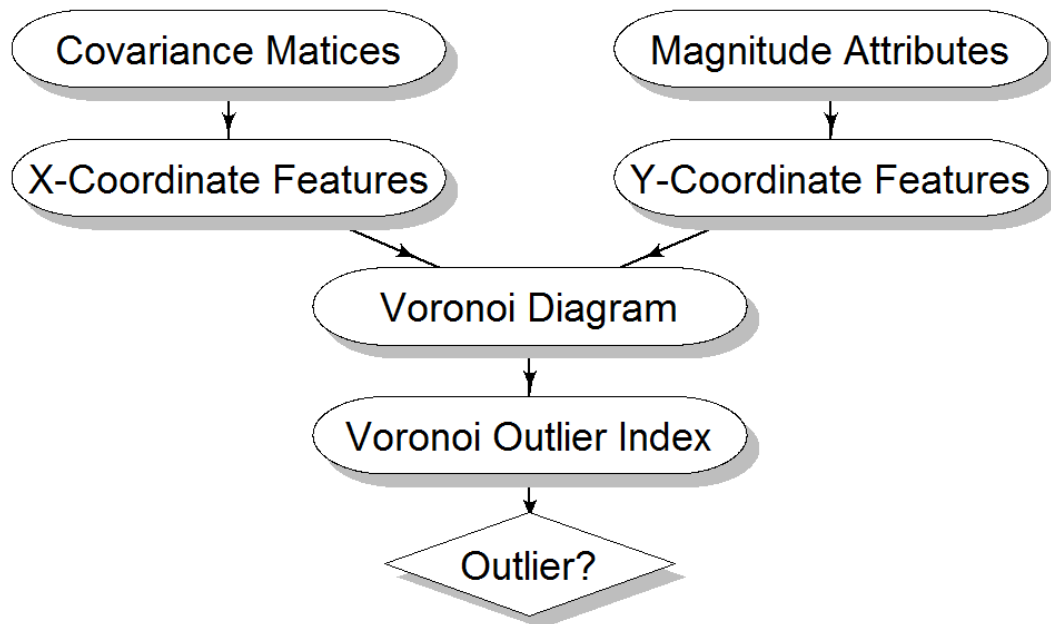 Covariance Matices
Magnitude Attributes
X-Coordinate Features
Y-Coordinate Features
Voronoi Diagram
Voronoi Outlier Index
Outlier?